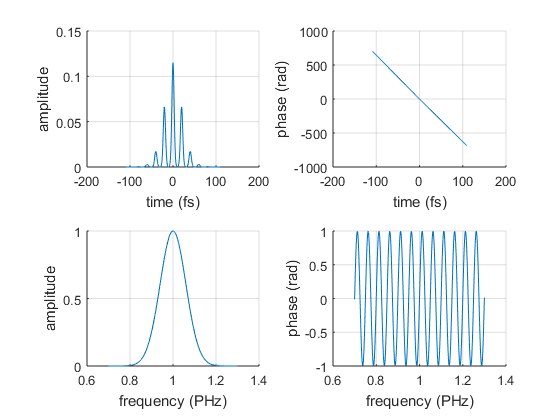 0.15
0.1
0.05
0
amplitude
-200 -100 0 100 200
time (fs)
1000
500
0
-500
-1000
phase (rad)
-200 -100 0 100 200
time (fs)
1
0.5
0
amplitude
0.6 0.8 1 1.2 1.4
frequency (PHz)
1
0.5
0
-0.5
-1
phase (rad)
0.6 0.8 1 1.2 1.4
frequency (PHz)